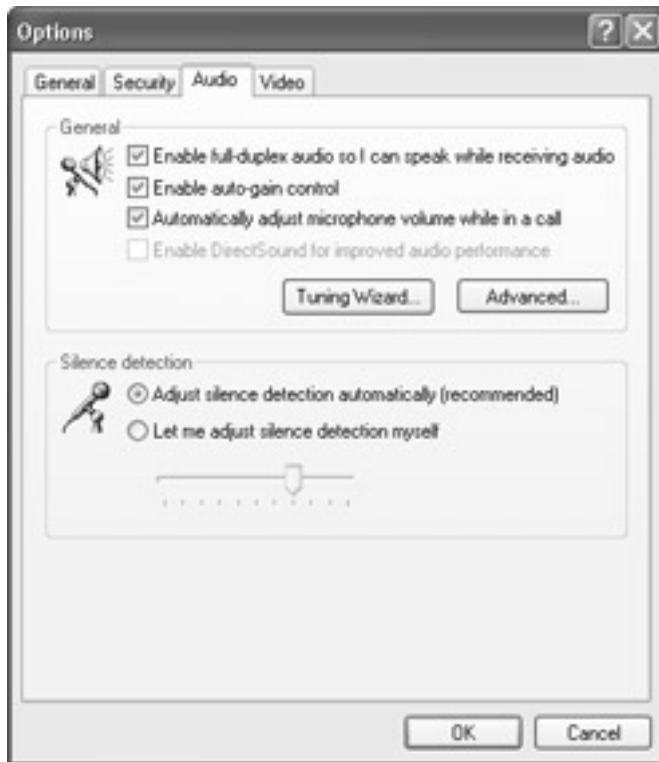 Options
General Security Audio Video
General
Enable full-duplex audio so I can speak while receiving audio
Enable auto-gain control
Automatically adjust microphone volume while in a call
Enable DirectSound for improved audio performance
Tuning Wizard... Advanced...
Silence detection
Adjust silence detection automatically (recommended)
Let me adjust silence detection myself
OK Cancel